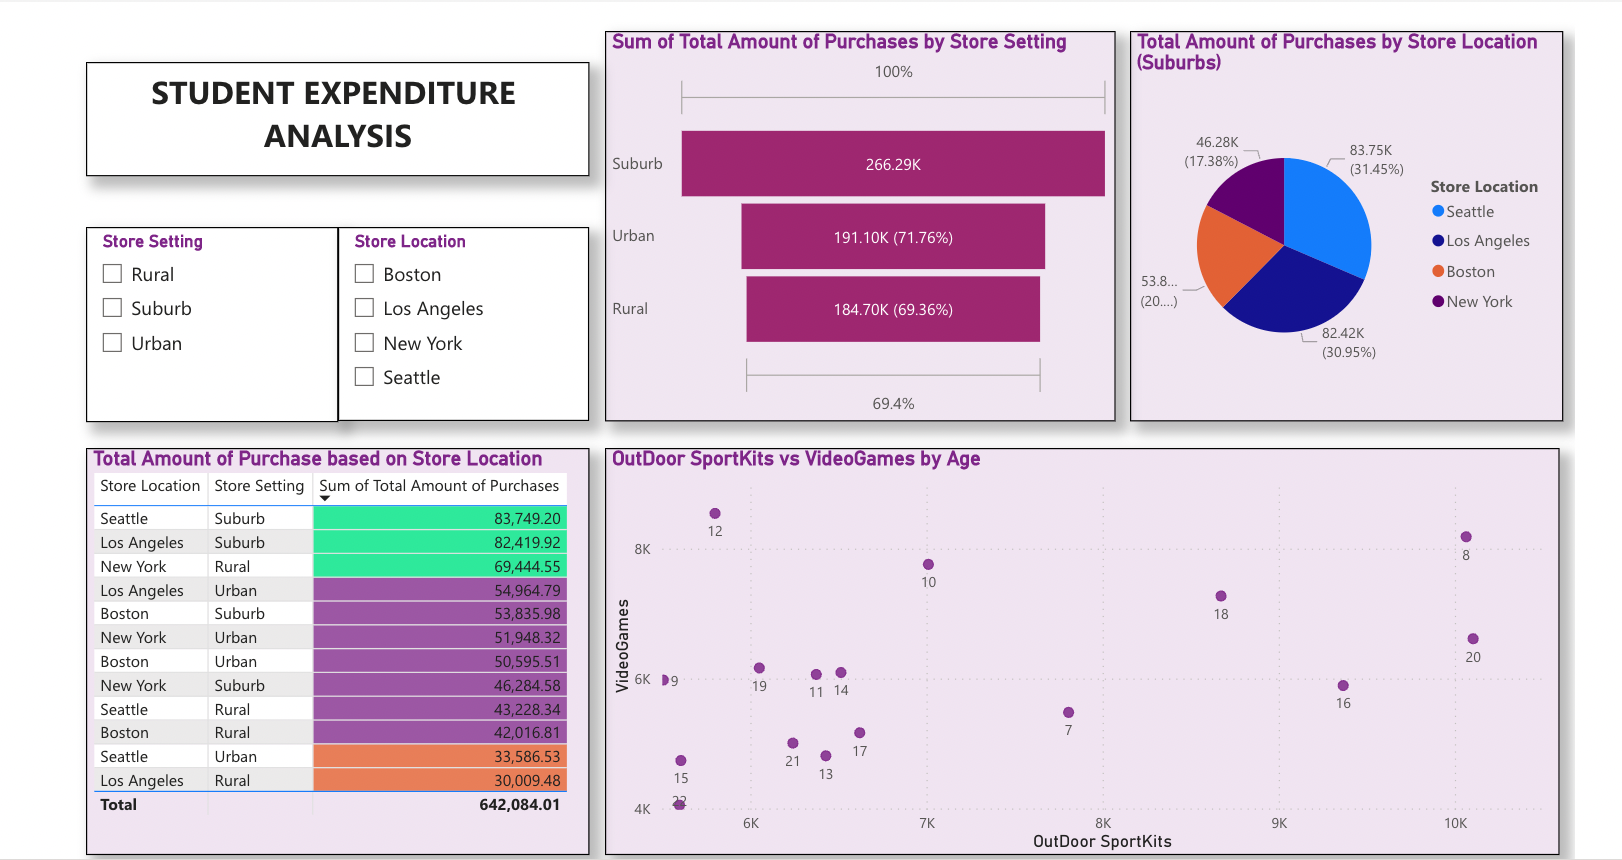 STUDENT EXPENDITURE
ANALYSIS
Store Setting
Rural
Suburb
Urban
Store Location
Boston
Los Angeles
New York
Seattle
Sum of Total Amount of Purchases by Store Setting
100%
Suburb 266.29K
Urban 191.10K (71.76%)
Rural 184.70K (69.36%)
69.4%
Total Amount of Purchases by Store Location
(Suburbs)
46.28K
(17.38%)
83.75K
(31.45%)
53.8...
(20....)
82.42K
(30.95%)
Store Location
Seattle
Los Angeles
Boston
New York
Total Amount of Purchase based on Store Location
Store Location Store Setting Sum of Total Amount of Purchases
Seattle Suburb 83,749.20
Los Angeles Suburb 82,419.92
New York Rural 69,444.55
Los Angeles Urban 54,964.79
Boston Suburb 53,835.98
New York Urban 51,948.32
Boston Urban 50,595.51
New York Suburb 46,284.58
Seattle Rural 43,228.34
Boston Rural 42,016.81
Seattle Urban 33,586.53
Los Angeles Rural 30,009.48
Total 642,084.01
OutDoor SportKits vs VideoGames by Age
VideoGames
8K
6K
4K
12
8
10
18
20
9
19
11
14
16
7
17
21
13
15
22
6K 7K 8K 9K 10K
OutDoor SportKits